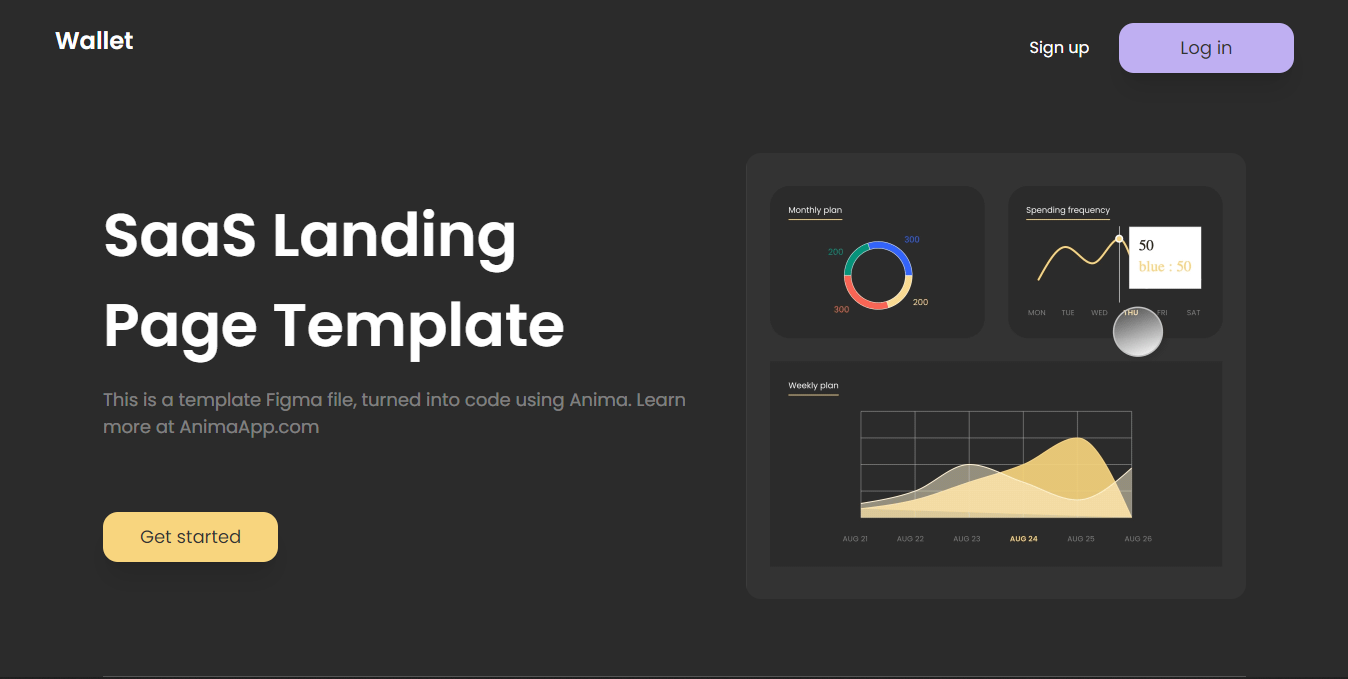 Wallet
Sign up
Log in
SaaS Landing
Page Template
This is a template Figma file, turned into code using Anima. Learn
more at AnimaApp.com
Get started
Monthly plan
300
200
200
300
Spending frequency
50
blue : 50
MON TUE WED THU FRI SAT
Weekly plan
AUG 21 AUG 22 AUG 23 AUG 24 AUG 25 AUG 26